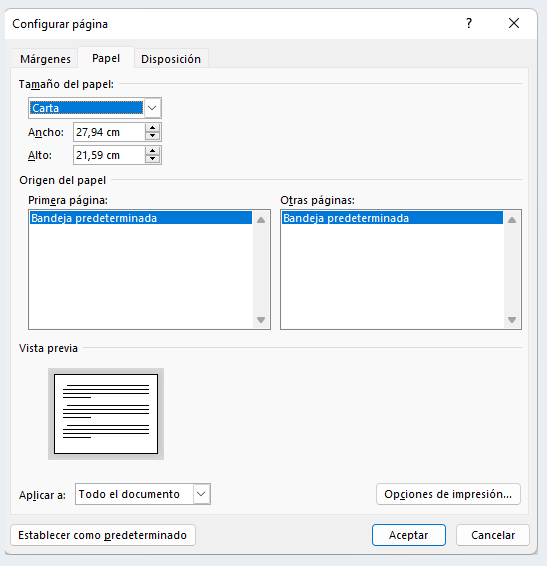 Configurar página
?
Márgenes Papel Disposición
Tamaño del papel:
Carta
Ancho: 27,94 cm
Alto: 21,59 cm
Origen del papel
Primera página: Otras páginas:
Bandeja predeterminada Bandeja predeterminada
Vista previa
Aplicar a: Todo el documento Opciones de impresión...
Establecer como predeterminado Aceptar Cancelar